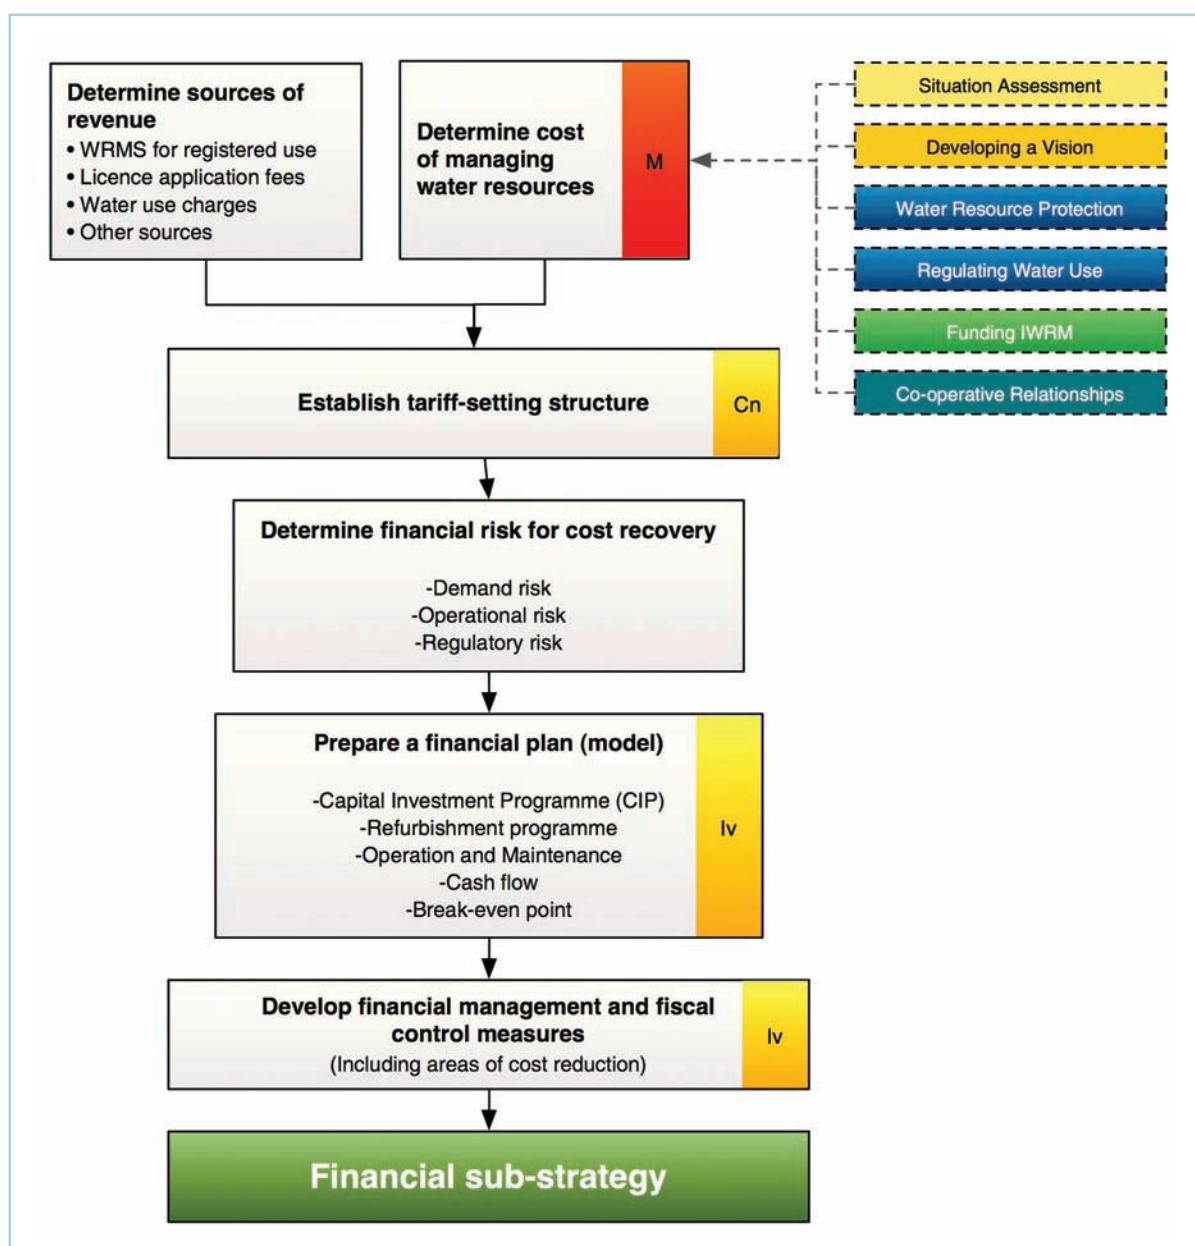 Determine sources of
revenue
• WRMS for registered use
• Licence application fees
• Water use charges
• Other sources
Determine cost
of managing
water resources
M
Situation Assessment
Developing a Vision
Water Resource Protection
Regulating Water Use
Funding IWRM
Co-operative Relationships
Establish tariff-setting structure
Cn
Determine financial risk for cost recovery
-Demand risk
-Operational risk
-Regulatory risk
Prepare a financial plan (model)
-Capital Investment Programme (CIP)
-Refurbishment programme
-Operation and Maintenance
-Cash flow
-Break-even point
Iv
Develop financial management and fiscal
control measures
(Including areas of cost reduction)
Iv
Financial sub-strategy